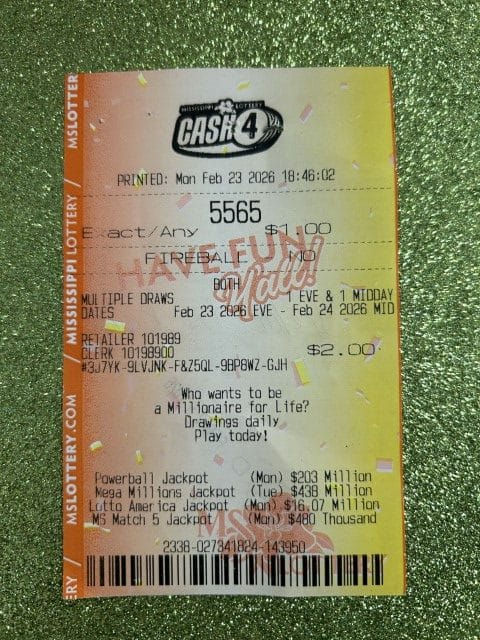 MISSISSIPPI LOTTERY
CASH 4
PRINTED: Mon Feb 23 2026 18:46:02
5565
Exact/Any $1.00
FIREBALL NO
HAVE FUN
Y'all!
BOTH
MULTIPLE DRAWS 1 EVE & 1 MIDDAY
DATES Feb 23 2026 EVE - Feb 24 2026 MID
RETAILER 101989
CLERK 10198900 $2.00
#3J7YK-9LVJNK-F&Z5QL-9BP8WZ-GJH
Who wants to be
a Millionaire for Life?
Drawings daily
Play today!
Powerball Jackpot (Mon) $203 Million
Mega Millions Jackpot (Tue) $438 Million
Lotto America Jackpot (Mon) $16.07 Million
MS Match 5 Jackpot (Mon) $480 Thousand
2338-027341824-143950
MSLOTTER
/ MISSISSIPPI LOTTERY /
MSLOTTERY.COM /
RY /